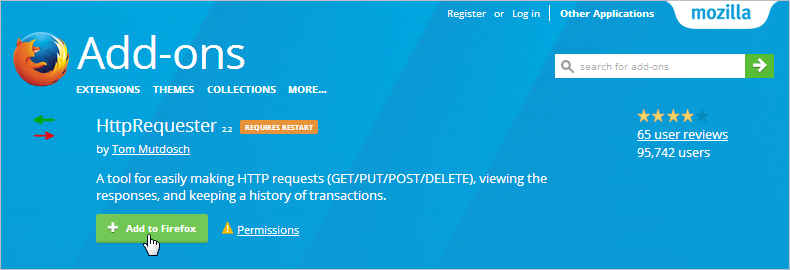 Register or Log in Other Applications mozilla
Add-ons
search for add-ons
EXTENSIONS THEMES COLLECTIONS MORE...
HttpRequester 2.2 REQUIRES RESTART
by Tom Mutdosch
65 user reviews
95,742 users
A tool for easily making HTTP requests (GET/PUT/POST/DELETE), viewing the
responses, and keeping a history of transactions.
Add to Firefox Permissions